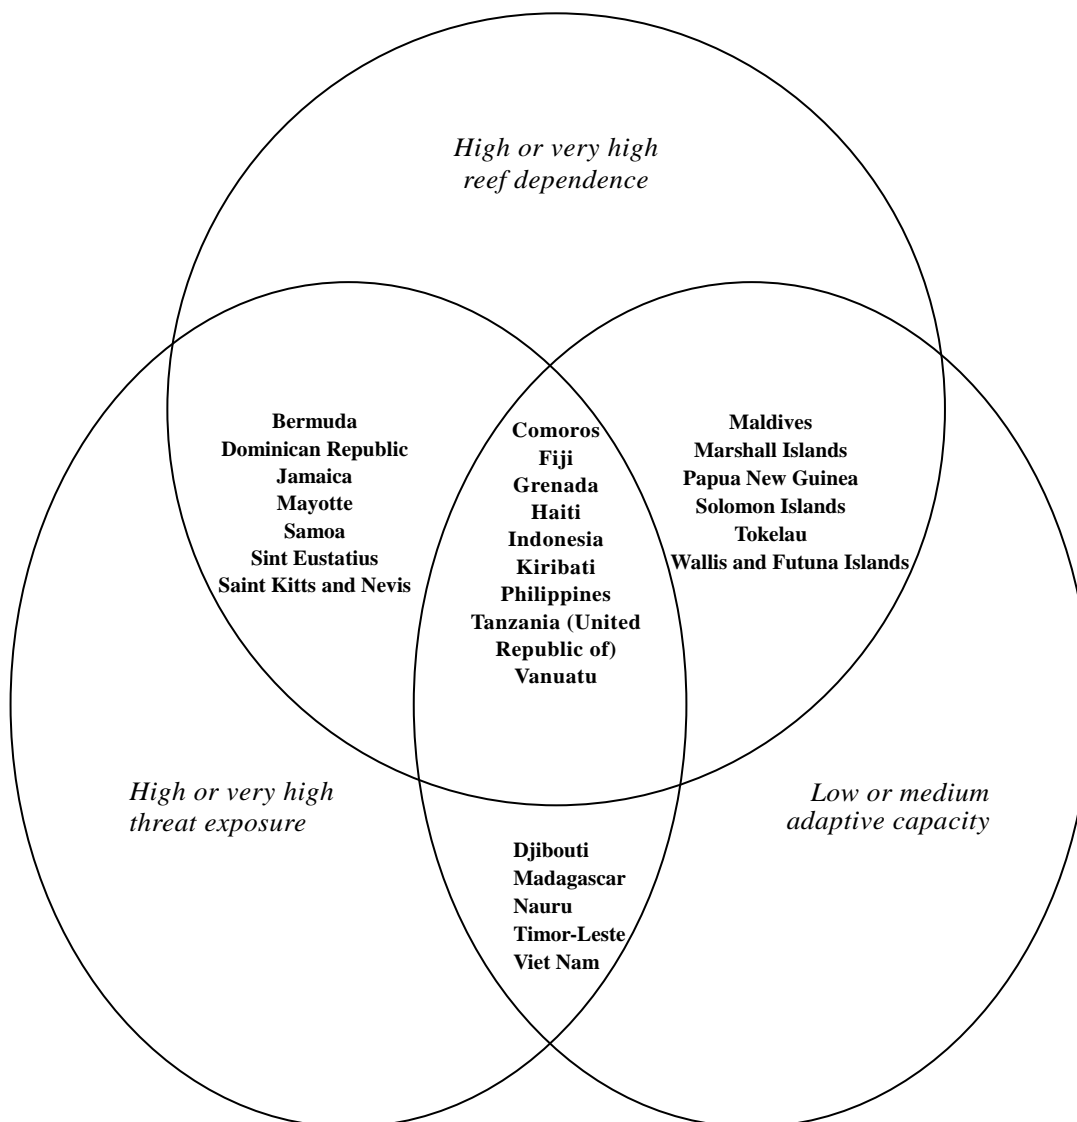 High or very high
reef dependence
Bermuda
Dominican Republic
Jamaica
Mayotte
Samoa
Sint Eustatius
Saint Kitts and Nevis
Comoros
Fiji
Grenada
Haiti
Indonesia
Kiribati
Philippines
Tanzania (United
Republic of)
Vanuatu
Maldives
Marshall Islands
Papua New Guinea
Solomon Islands
Tokelau
Wallis and Futuna Islands
High or very high
threat exposure
Low or medium
adaptive capacity
Djibouti
Madagascar
Nauru
Timor-Leste
Viet Nam